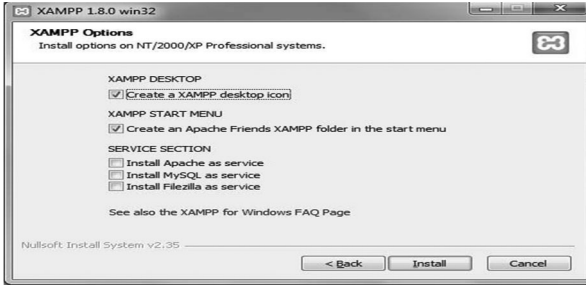 XAMPP 1.8.0 win32
XAMPP Options
Install options on NT/2000/XP Professional systems.
XAMPP DESKTOP
Create a XAMPP desktop icon
XAMPP START MENU
Create an Apache Friends XAMPP folder in the start menu
SERVICE SECTION
Install Apache as service
Install MySQL as service
Install Filezilla as service
See also the XAMPP for Windows FAQ Page
Nullsoft Install System v2.35
< Back
Install
Cancel